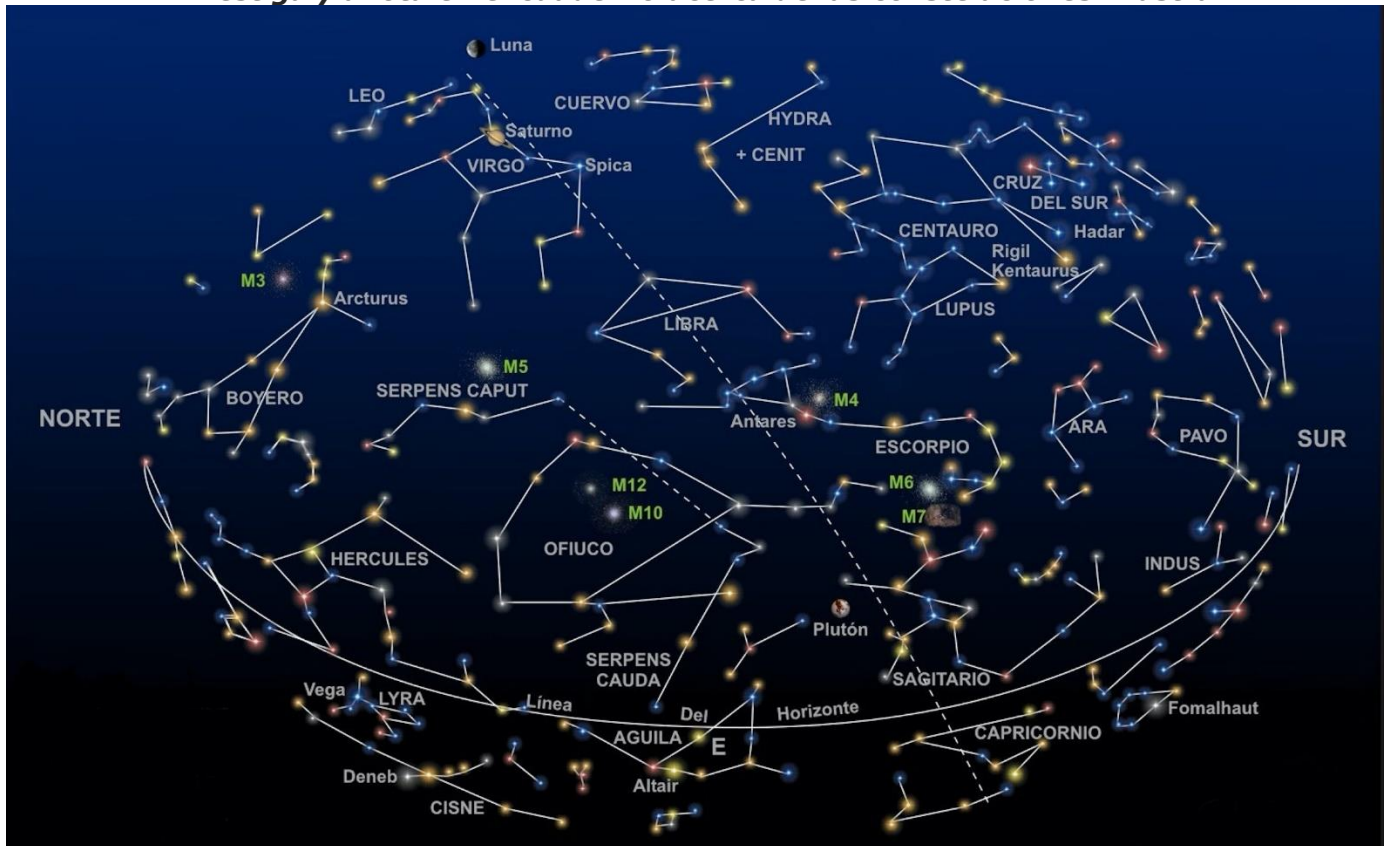 Luna
LEO
CUERVO
HYDRA
Saturno
+ CENIT
VIRGO
Spica
CRUZ
DEL SUR
CENTAURO
Hadar
Rigil
Kentaurus
M3
Arcturus
LIBRA
LUPUS
M5
SERPENS CAPUT
BOYERO
M4
NORTE
Antares
ESCORPIO
ARA
PAVO
SUR
M12
M6
M10
M7
OFIUCO
HERCULES
INDUS
Plutón
SERPENS
CAUDA
SAGITARIO
Vega
LYRA
Línea
Del
Horizonte
Fomalhaut
AGUILA
E
CAPRICORNIO
Deneb
Altair
CISNE